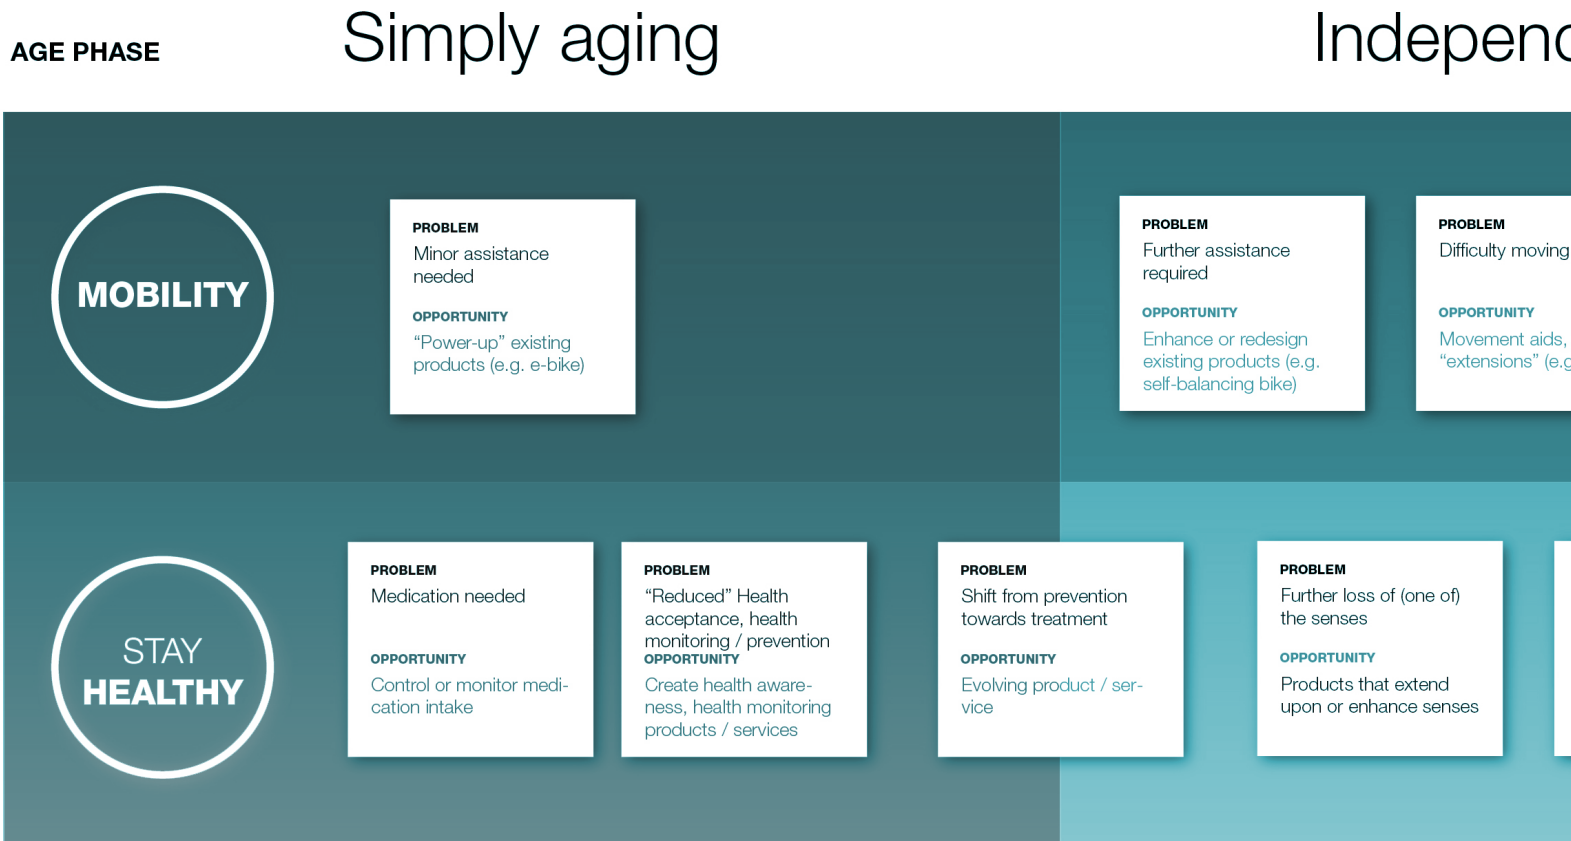 AGE PHASE
Simply aging
Independ
MOBILITY
PROBLEM
Minor assistance
needed
OPPORTUNITY
“Power-up” existing
products (e.g. e-bike)
PROBLEM
Further assistance
required
OPPORTUNITY
Enhance or redesign
existing products (e.g.
self-balancing bike)
PROBLEM
Difficulty moving
OPPORTUNITY
Movement aids,
“extensions” (e.g
STAY
HEALTHY
PROBLEM
Medication needed
OPPORTUNITY
Control or monitor medi-
cation intake
PROBLEM
“Reduced” Health
acceptance, health
monitoring / prevention
OPPORTUNITY
Create health aware-
ness, health monitoring
products / services
PROBLEM
Shift from prevention
towards treatment
OPPORTUNITY
Evolving product / ser-
vice
PROBLEM
Further loss of (one of)
the senses
OPPORTUNITY
Products that extend
upon or enhance senses